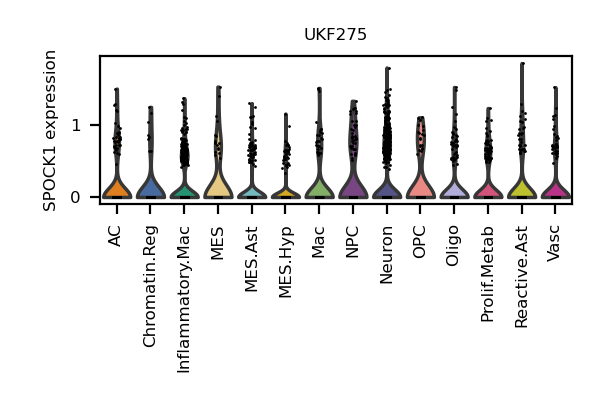 UKF275
SPOCK1 expression
1
0
AC
Chromatin.Reg
Inflammatory.Mac
MES
MES.Ast
MES.Hyp
Mac
NPC
Neuron
OPC
Oligo
Prolif.Metab
Reactive.Ast
Vasc